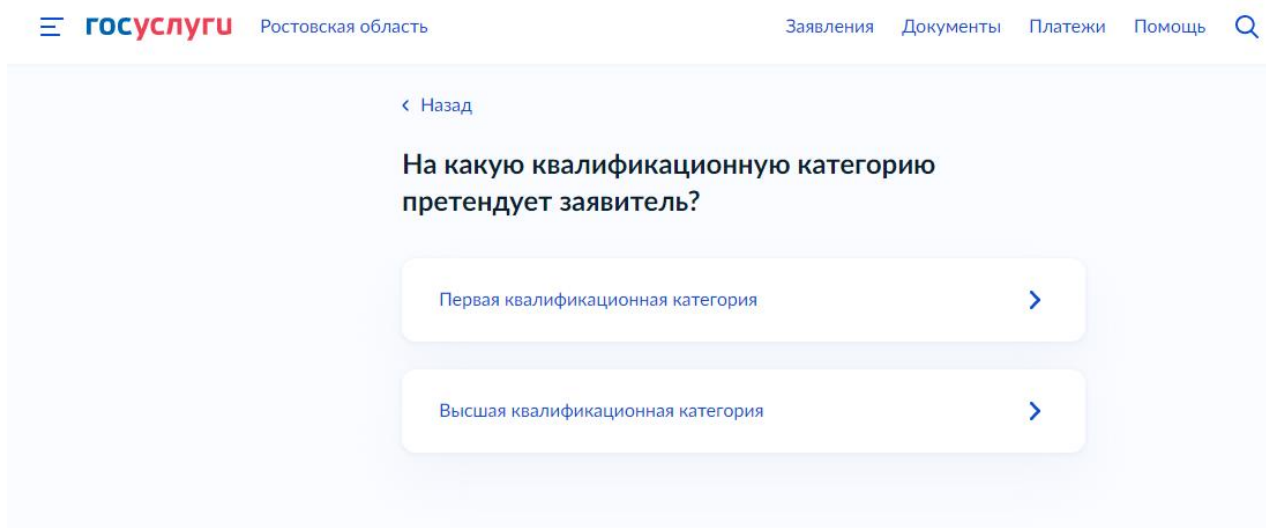 госуслуги Ростовская область Заявления Документы Платежи Помощь
Назад
На какую квалификационную категорию
претендует заявитель?
Первая квалификационная категория
Высшая квалификационная категория